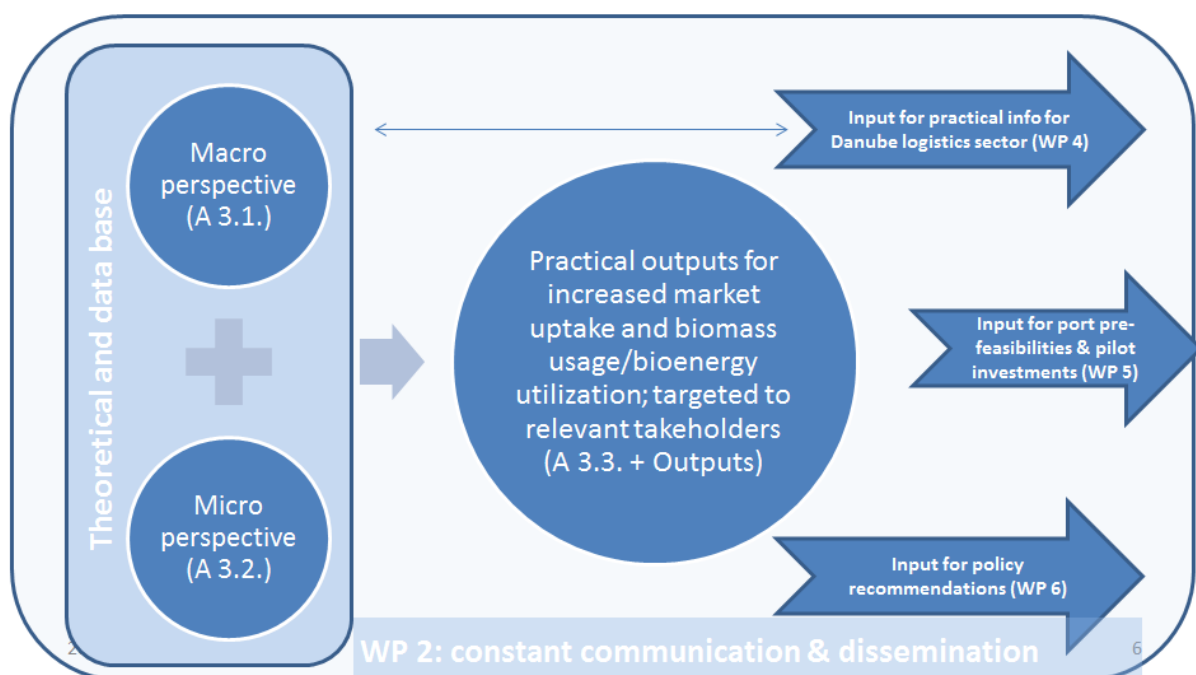 Theoretical and data base
Macro
perspective
(A 3.1.)
Micro
perspective
(A 3.2.)
Practical outputs for
increased market
uptake and biomass
usage/bioenergy
utilization; targeted to
relevant takeholders
(A 3.3. + Outputs)
Input for practical info for
Danube logistics sector (WP 4)
Input for port pre-
feasibilities & pilot
investments (WP 5)
Input for policy
recommendations (WP 6)
WP 2: constant communication & dissemination
2
6